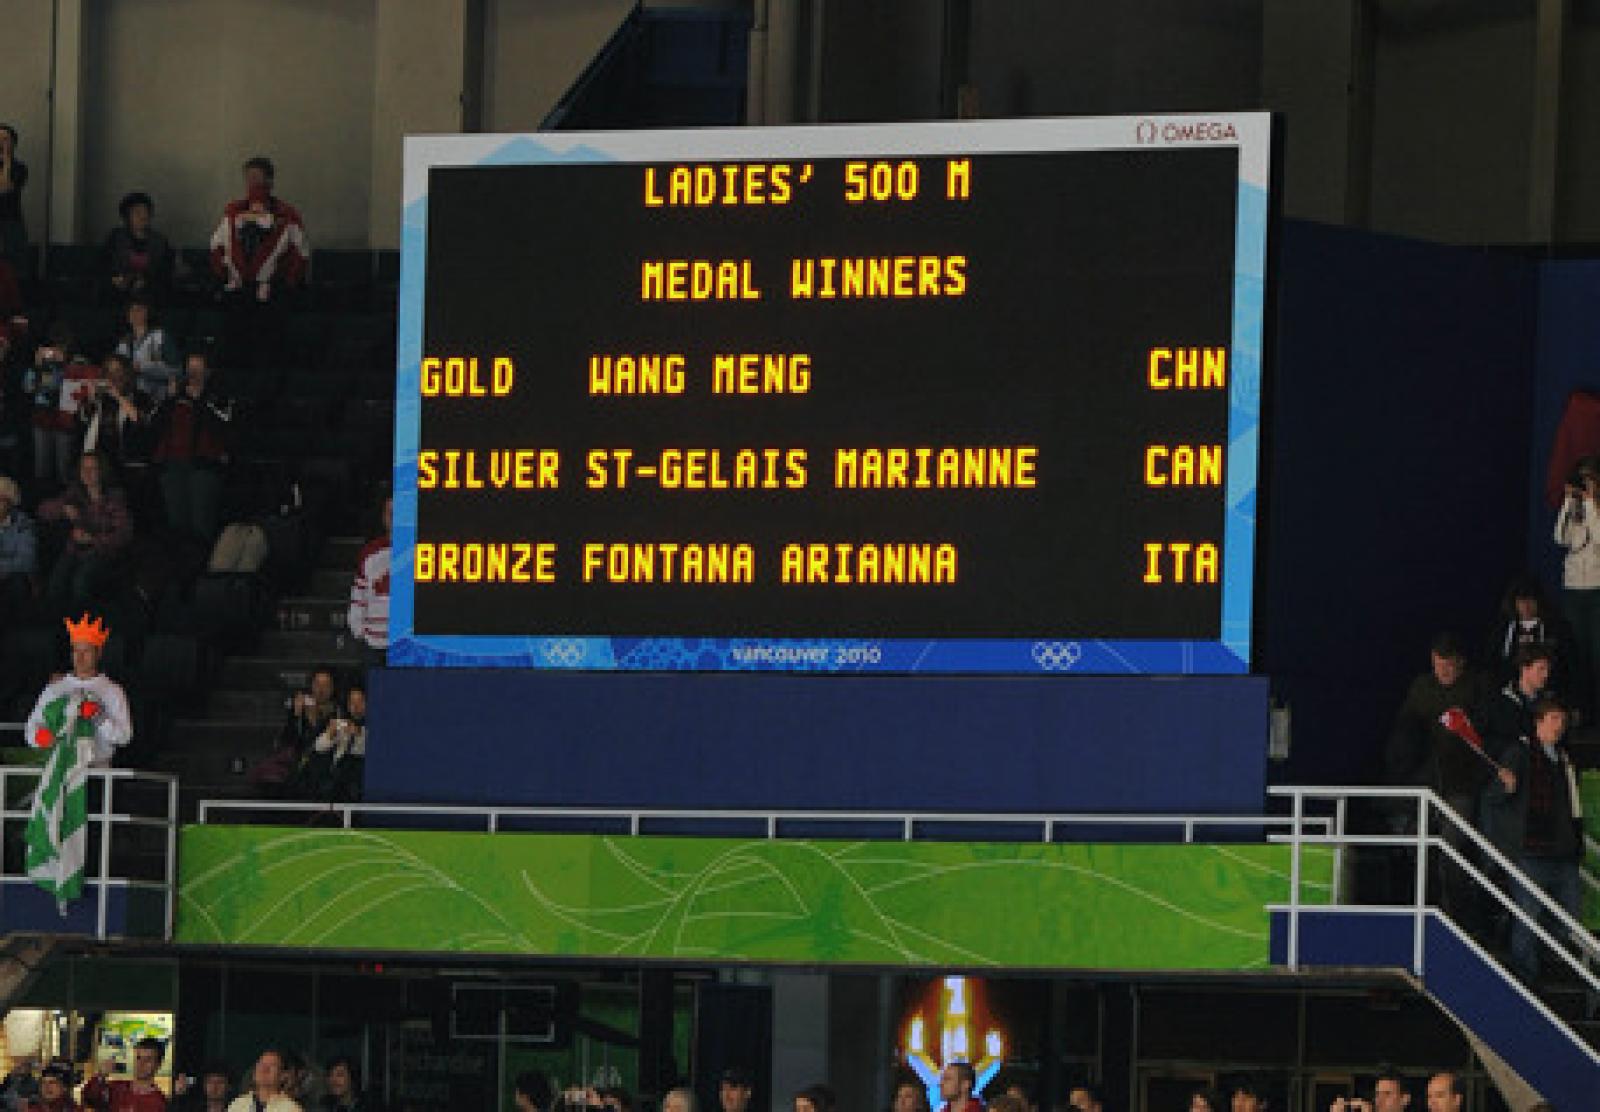 OMEGA
LADIES' 500 M
MEDAL WINNERS
GOLD WANG MENG CHN
SILVER ST-GELAIS MARIANNE CAN
BRONZE FONTANA ARIANNA ITA
vancouver 2010